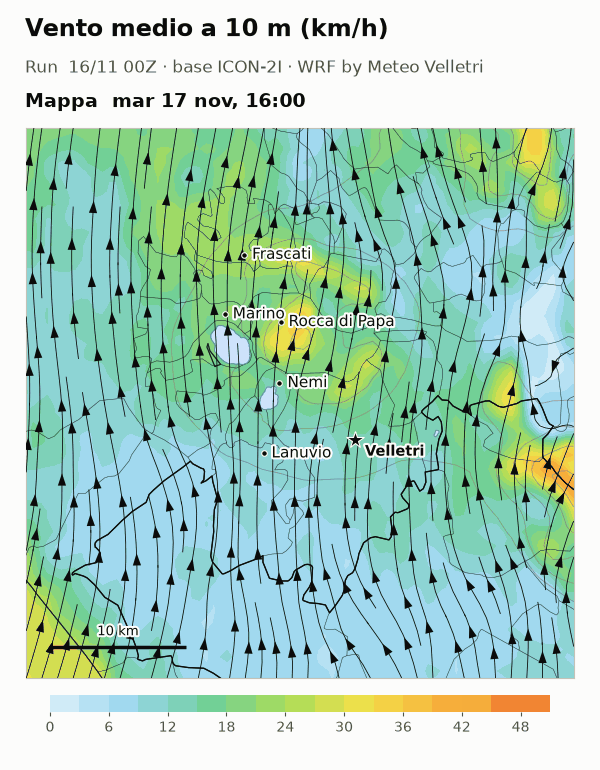 Vento medio a 10 m (km/h)
Run  16/11 00Z · base ICON-2I · WRF by Meteo Velletri
Mappa  mar 17 nov, 16:00
Frascati
Marino
Rocca di Papa
Nemi
Velletri
Lanuvio
10 km
0 6 12 18 24 30 36 42 48